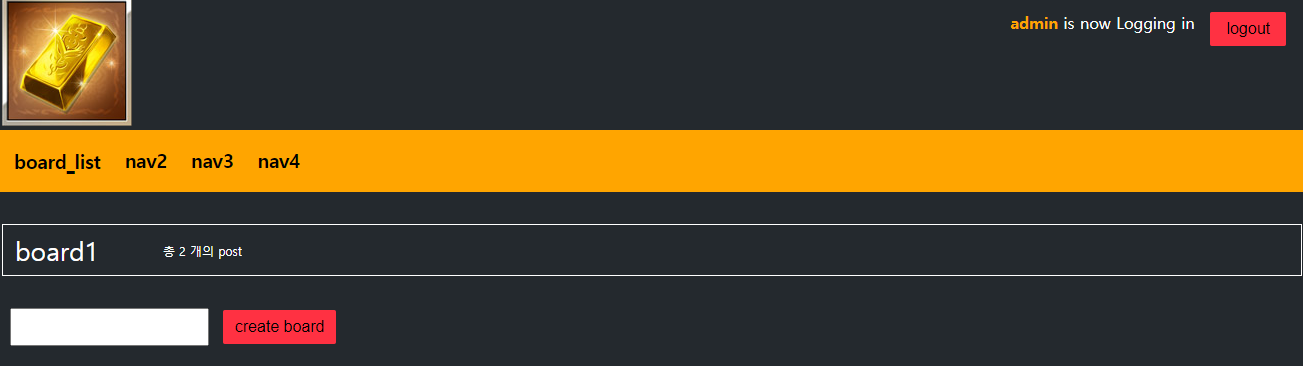 admin is now Logging in logout
board_list nav2 nav3 nav4
board1 총 2 개의 post
create board